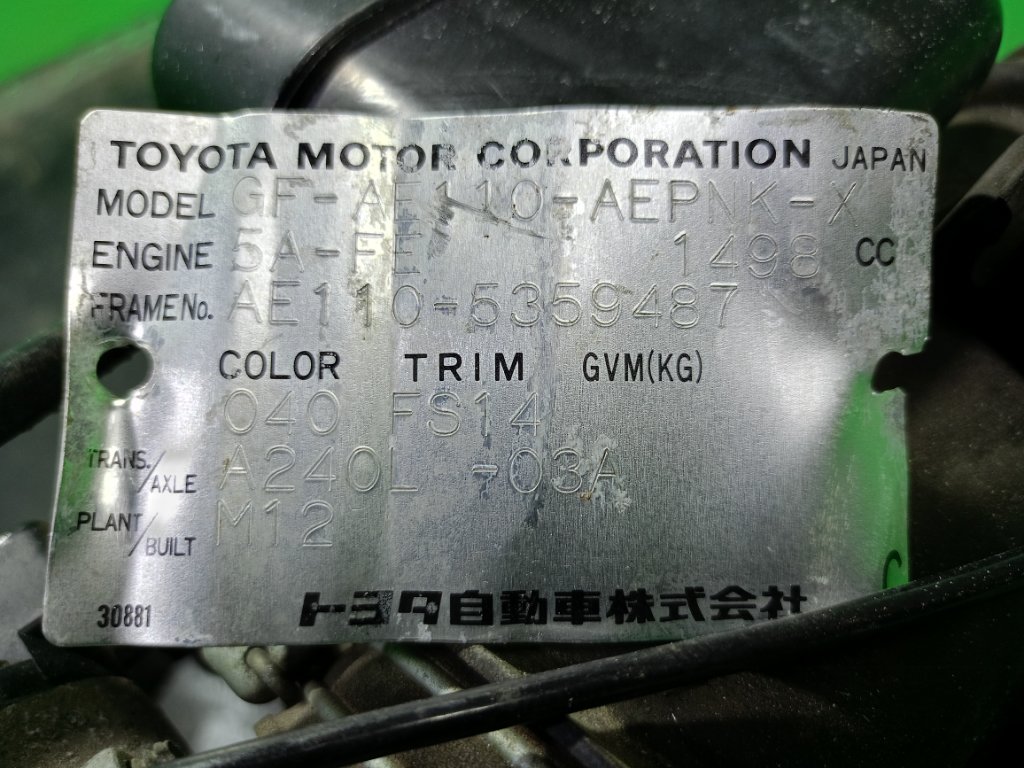 TOYOTA MOTOR CORPORATION JAPAN
MODEL GF-AE110-AEPNK-X
ENGINE 5A-FE 1498 CC
FRAME No. AE110-5359487
COLOR TRIM GVM(KG)
040 FS14
TRANS./AXLE A240L -03A
PLANT/BUILT M12
C
30881 トヨタ自動車株式会社